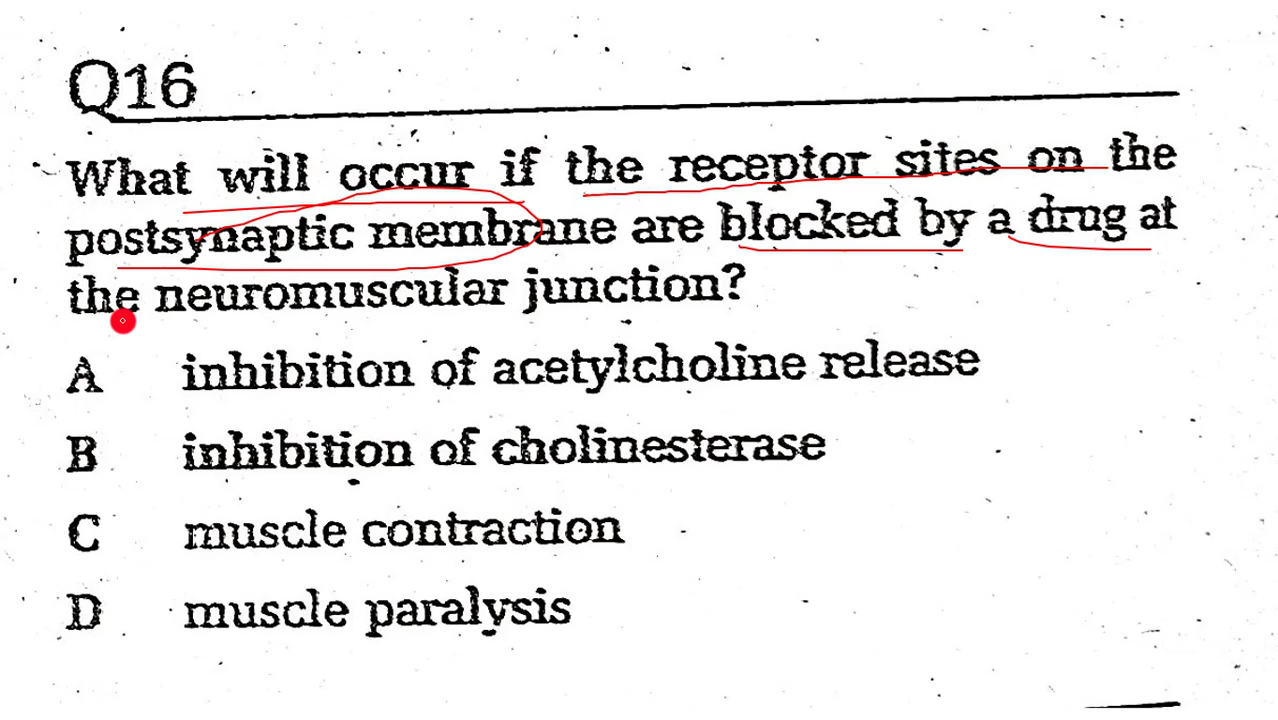 Q16
What will occur if the receptor sites on the
postsynaptic membrane are blocked by a drug at
the neuromuscular junction?
A inhibition of acetylcholine release
B inhibition of cholinesterase
C muscle contraction
D muscle paralysis